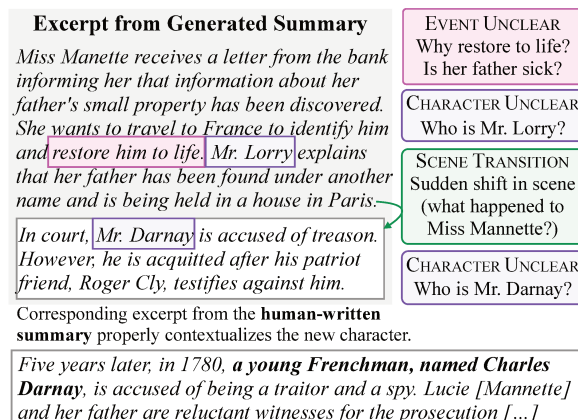 Excerpt from Generated Summary
Miss Manette receives a letter from the bank
informing her that information about her
father's small property has been discovered.
She wants to travel to France to identify him
and restore him to life. Mr. Lorry explains
that her father has been found under another
name and is being held in a house in Paris.
In court, Mr. Darnay is accused of treason.
However, he is acquitted after his patriot
friend, Roger Cly, testifies against him.
EVENT UNCLEAR
Why restore to life?
Is her father sick?
CHARACTER UNCLEAR
Who is Mr. Lorry?
SCENE TRANSITION
Sudden shift in scene
(what happened to
Miss Mannette?)
CHARACTER UNCLEAR
Who is Mr. Darnay?
Corresponding excerpt from the human-written
summary properly contextualizes the new character.
Five years later, in 1780, a young Frenchman, named Charles
Darnay, is accused of being a traitor and a spy. Lucie [Mannette]
and her father are reluctant witnesses for the prosecution [...]